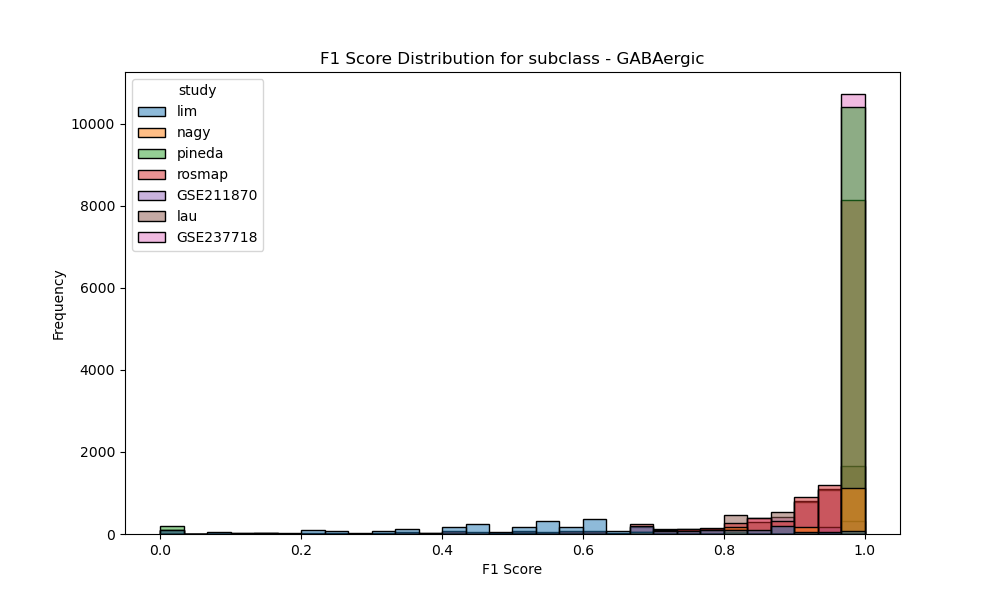 F1 Score Distribution for subclass - GABAergic
study
lim
nagy
pineda
rosmap
GSE211870
lau
GSE237718
Frequency
10000
8000
6000
4000
2000
0
0.0 0.2 0.4 0.6 0.8 1.0
F1 Score